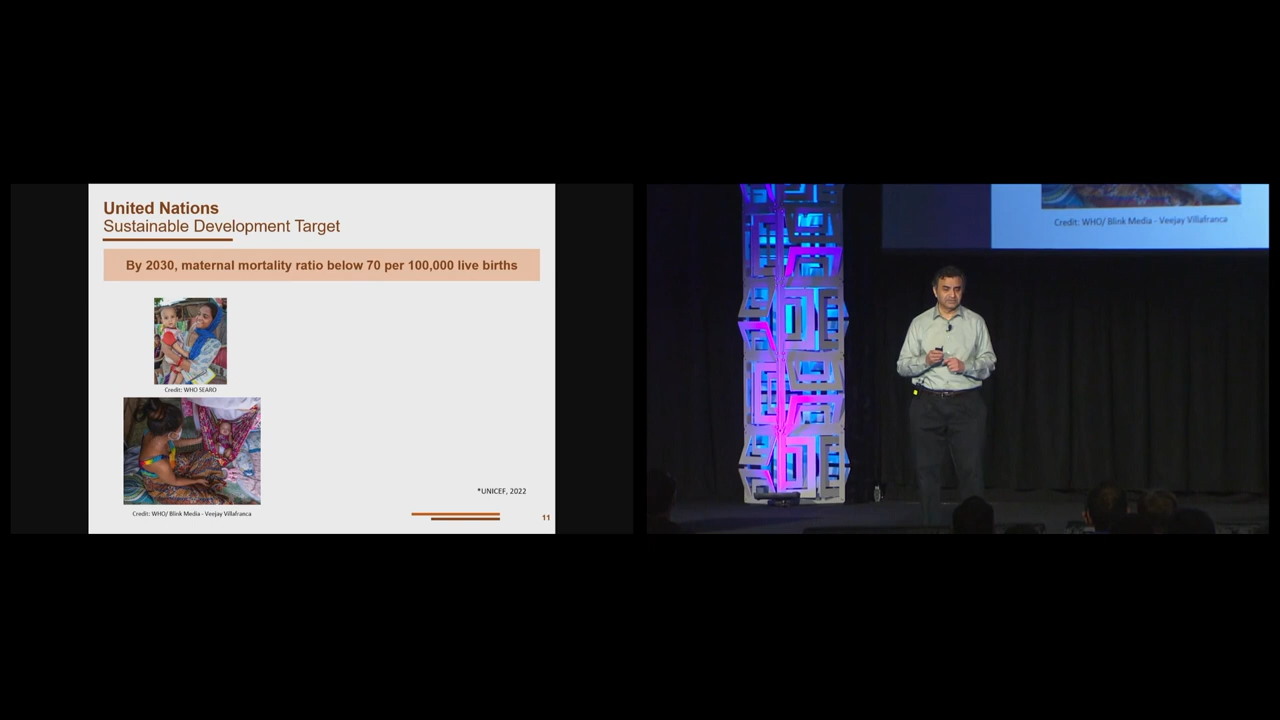 United Nations
Sustainable Development Target
By 2030, maternal mortality ratio below 70 per 100,000 live births
Credit: WHO SEARO
Credit: WHO/ Blink Media - Veejay Villafranca
*UNICEF, 2022
11
Credit: WHO/ Blink Media - Veejay Villafranca